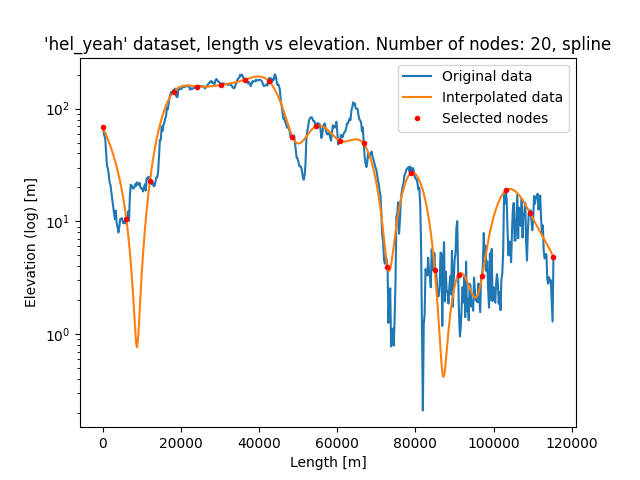 'hel_yeah' dataset, length vs elevation. Number of nodes: 20, spline
Original data
Interpolated data
Selected nodes
Elevation (log) [m]
10²
10¹
10⁰
0 20000 40000 60000 80000 100000 120000
Length [m]